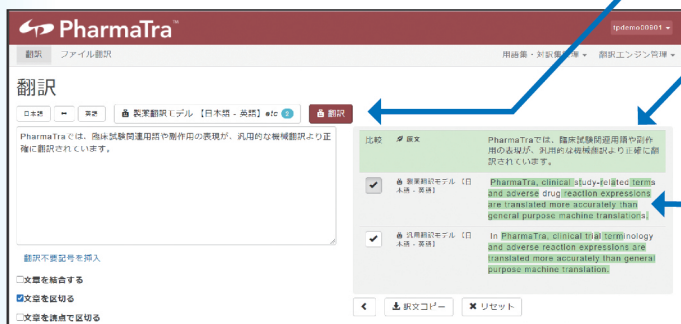 PharmaTra™
tpdemo00901
翻訳 ファイル翻訳
用語集・対訳集管理 翻訳エンジン管理
翻訳
日本語
英語
製薬翻訳モデル 【日本語 - 英語】 etc 2
翻訳
PharmaTraでは、臨床試験関連用語や副作用の表現が、汎用的な機械翻訳より正
確に翻訳されています。
翻訳不要記号を挿入
文章を結合する
文章を区切る
文章を読点で区切る
比較 原文
PharmaTraでは、臨床試験関連用語や副作
用の表現が、汎用的な機械翻訳より正確に翻
訳されています。
製薬翻訳モデル 【日
本語 - 英語】
PharmaTra, clinical study-related terms
and adverse drug reaction expressions
are translated more accurately than
general purpose machine translations.
汎用翻訳モデル 【日
本語 - 英語】
In PharmaTra, clinical trial terminology
and adverse reaction expressions are
translated more accurately than general
purpose machine translation.
訳文コピー
リセット